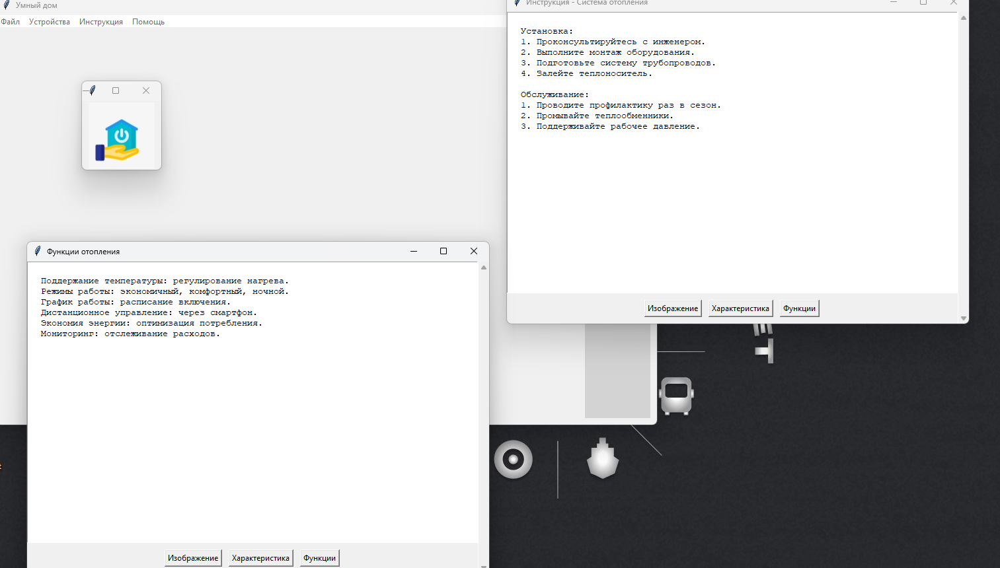 Умный дом
Файл Устройства Инструкция Помощь
Инструкция - Система отопления
Установка:
1. Проконсультируйтесь с инженером.
2. Выполните монтаж оборудования.
3. Подготовьте систему трубопроводов.
4. Залейте теплоноситель.
Обслуживание:
1. Проводите профилактику раз в сезон.
2. Промывайте теплообменники.
3. Поддерживайте рабочее давление.
Изображение Характеристика Функции
Функции отопления
Поддержание температуры: регулирование нагрева.
Режимы работы: экономичный, комфортный, ночной.
График работы: расписание включения.
Дистанционное управление: через смартфон.
Экономия энергии: оптимизация потребления.
Мониторинг: отслеживание расходов.
Изображение Характеристика Функции